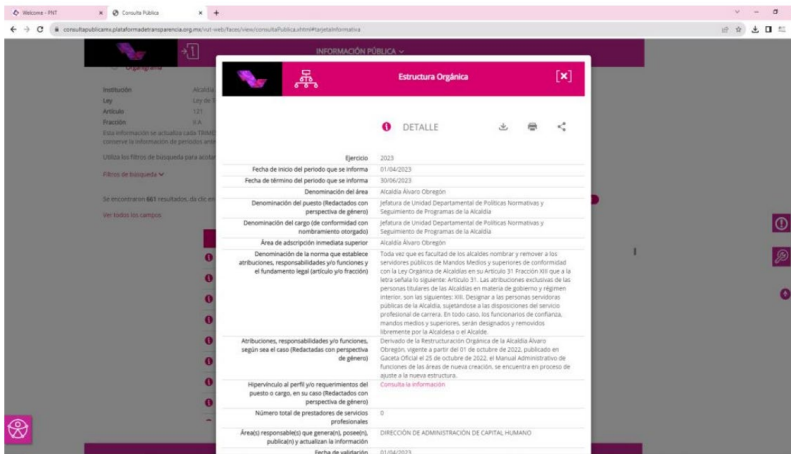 Welcome - PNT
Consulta Pública
consultapublicamx.plataformadetransparencia.org.mx/vut-web/faces/view/consultaPublica.xhtml#tarjetaInformativa
INFORMACIÓN PÚBLICA
Institución
Ley
Artículo
Fracción
Filtros de búsqueda
Se encontraron 661 resultados, da clic en
Ver todos los campos
Estructura Orgánica
DETALLE
Ejercicio 2023
Fecha de inicio del periodo que se informa 01/04/2023
Fecha de término del periodo que se informa 30/06/2023
Denominación del área Alcaldía Álvaro Obregón
Denominación del puesto (Redactados con perspectiva de género) Jefatura de Unidad Departamental de Políticas Normativas y
Seguimiento de Programas de la Alcaldía
Denominación del cargo (de conformidad con nombramiento otorgado) Jefatura de Unidad Departamental de Políticas Normativas y
Seguimiento de Programas de la Alcaldía
Área de adscripción inmediata superior Alcaldía Álvaro Obregón
Denominación de la norma que establece
atribuciones, responsabilidades y/o funciones y
el fundamento legal (artículo y/o fracción)
Toda vez que es facultad de los alcaldes nombrar y remover a los
servidores públicos de Mandos Medios y superiores de conformidad
con la Ley Orgánica de Alcaldías en su Artículo 31 Fracción XIII que a la
letra señala lo siguiente: Artículo 31. Las atribuciones exclusivas de las
personas titulares de las Alcaldías en materia de gobierno y régimen
interior, son las siguientes: XIII. Designar a las personas servidoras
públicas de la Alcaldía, sujetándose a las disposiciones del servicio
profesional de carrera. En todo caso, los funcionarios de confianza,
mandos medios y superiores, serán designados y removidos
libremente por la Alcaldesa o el Alcalde.
Atribuciones, responsabilidades y/o funciones,
según sea el caso (Redactadas con perspectiva
de género)
Derivado de la Restructuración Orgánica de la Alcaldía Álvaro
Obregón, vigente a partir del 01 de octubre de 2022, publicado en
Gaceta Oficial el 25 de octubre de 2022, el Manual Administrativo de
funciones de las áreas de nueva creación, se encuentra en proceso de
ajuste a la nueva estructura.
Hipervínculo al perfil y/o requerimientos del
puesto o cargo, en su caso (Redactados con
perspectiva de género)
Consulta la información
Número total de prestadores de servicios
profesionales
0
Área(s) responsable(s) que genera(n), posee(n),
publica(n) y actualizan la información
DIRECCIÓN DE ADMINISTRACIÓN DE CAPITAL HUMANO
Fecha de validación 01/04/2023